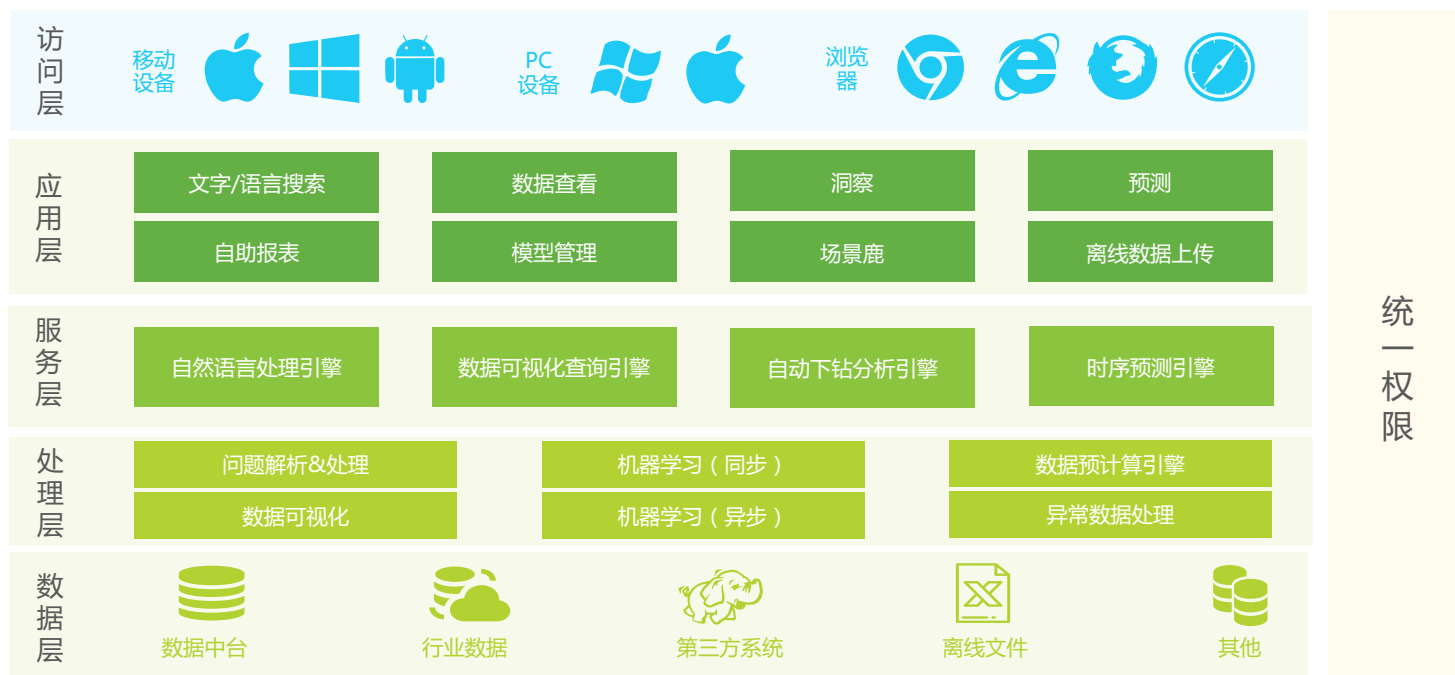 访问层
移动
设备
PC
设备
浏览
器
应用层
文字/语言搜索
数据查看
洞察
预测
自助报表
模型管理
场景鹿
离线数据上传
服务层
自然语言处理引擎
数据可视化查询引擎
自动下钻分析引擎
时序预测引擎
处理层
问题解析&处理
机器学习（同步）
数据预计算引擎
数据可视化
机器学习（异步）
异常数据处理
数据层
数据中台
行业数据
第三方系统
离线文件
其他
统一权限